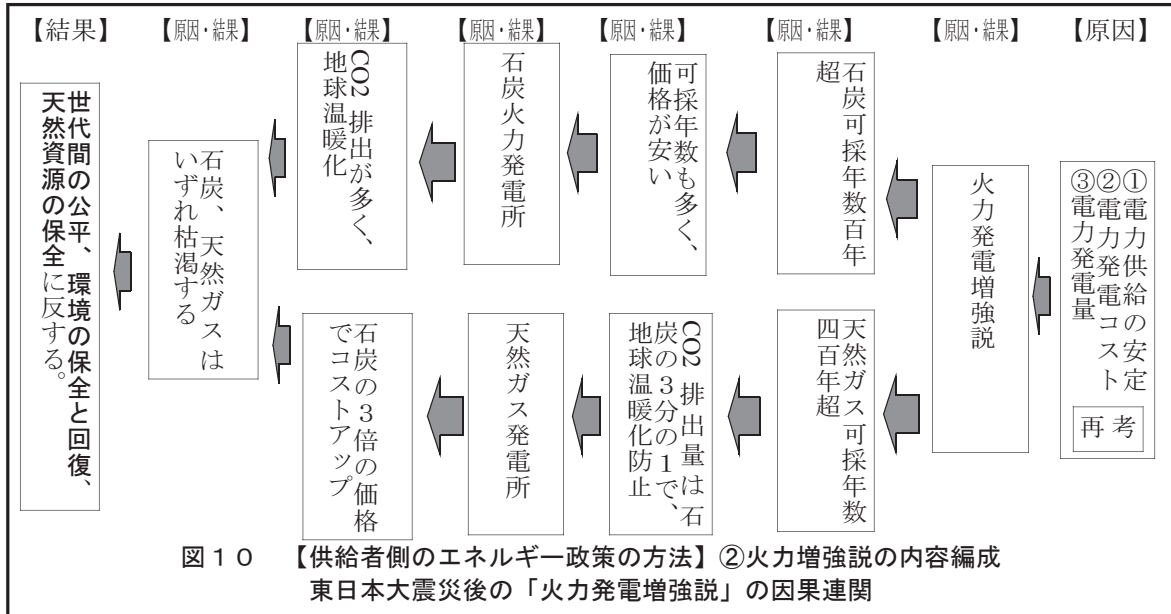 【結果】
【原因・結果】
【原因・結果】
【原因・結果】
【原因・結果】
【原因・結果】
【原因・結果】
【原因】
①電力供給の安定
②電力発電コスト
③電力発電量
再考
火力発電増強説
石炭可採年数百年
超
可採年数も多く、
価格が安い
石炭火力発電所
CO2 排出が多く、
地球温暖化
天然ガス可採年数
四百年超
CO2 排出量は石
炭の3分の1で、
地球温暖化防止
天然ガス発電所
石炭の3倍の価格
でコストアップ
石炭、天然ガスは
いずれ枯渇する
世代間の公平、環境の保全と回復、
天然資源の保全に反する。
図10 【供給者側のエネルギー政策の方法】②火力増強説の内容編成
東日本大震災後の「火力発電増強説」の因果連関